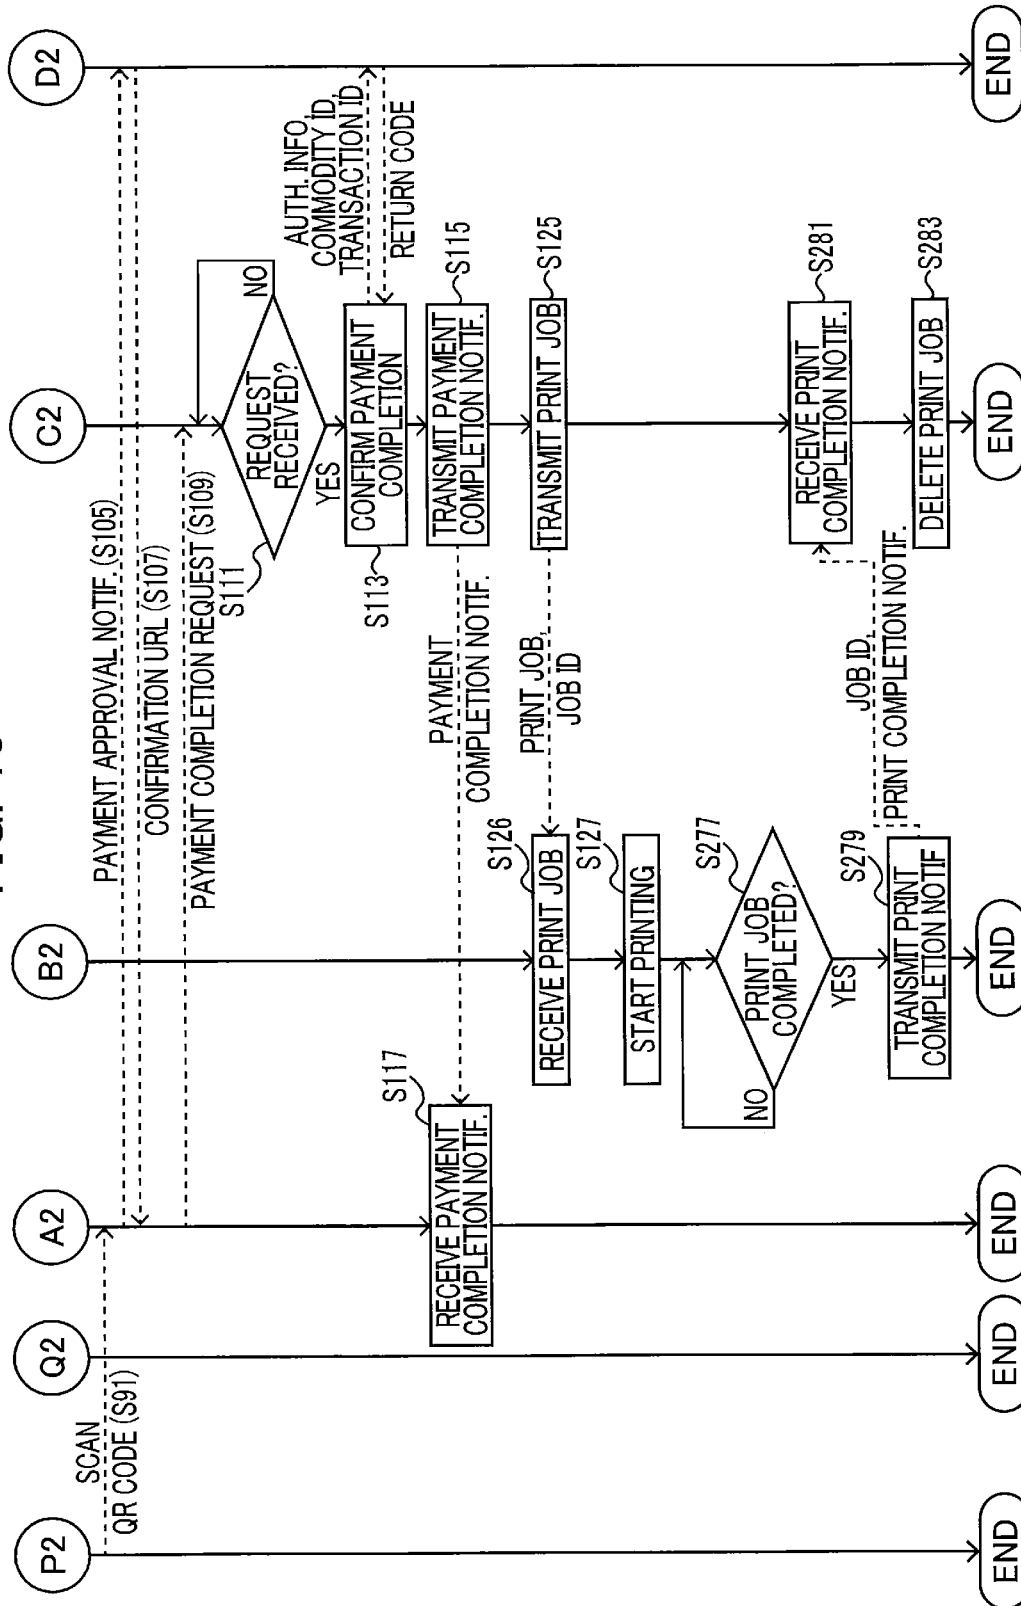 P2
Q2
A2
B2
C2
D2
SCAN
QR CODE (S91)
PAYMENT APPROVAL NOTIF. (S105)
CONFIRMATION URL (S107)
PAYMENT COMPLETION REQUEST (S109)
S111
REQUEST
RECEIVED?
NO
YES
AUTH. INFO,
COMMODITY ID,
TRANSACTION ID
S113
CONFIRM PAYMENT
COMPLETION
RETURN CODE
TRANSMIT PAYMENT
COMPLETION NOTIF.
S115
PAYMENT
COMPLETION NOTIF.
S117
RECEIVE PAYMENT
COMPLETION NOTIF.
TRANSMIT PRINT JOB
S125
PRINT JOB,
JOB ID
S126
RECEIVE PRINT JOB
S127
START PRINTING
S277
PRINT JOB
COMPLETED?
NO
YES
S279
TRANSMIT PRINT
COMPLETION NOTIF
JOB ID,
PRINT COMPLETION NOTIF.
RECEIVE PRINT
COMPLETION NOTIF.
S281
DELETE PRINT JOB
S283
END
END
END
END
END
END